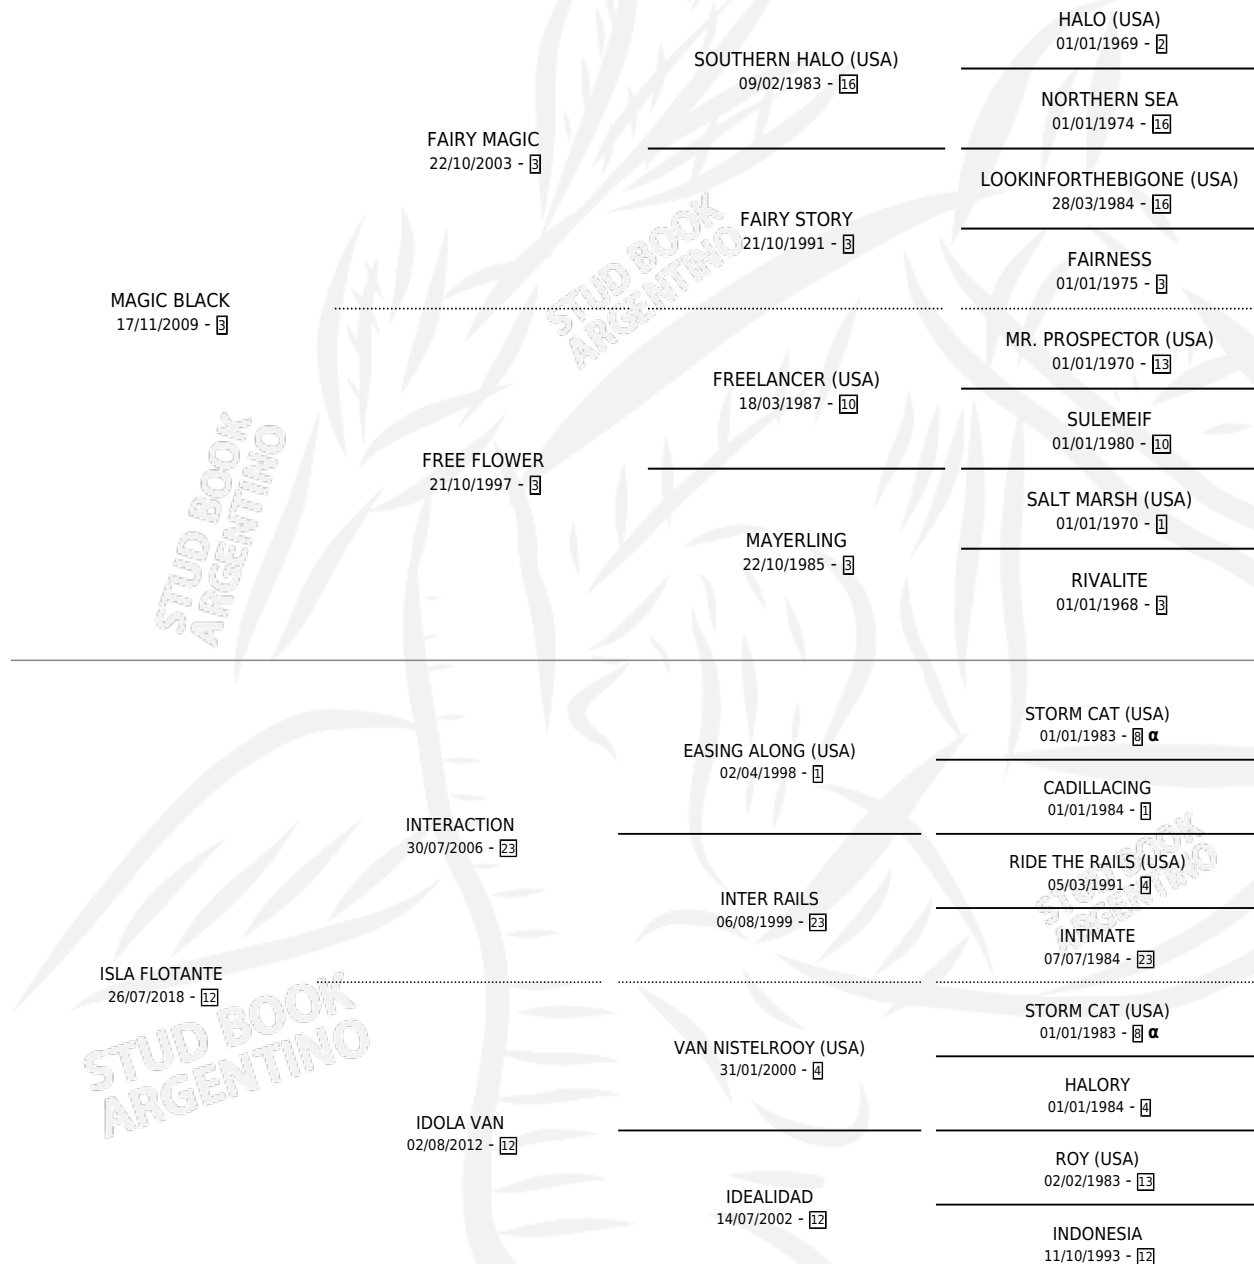 HALO (USA)
01/01/1969 - 2
SOUTHERN HALO (USA)
09/02/1983 - 16
NORTHERN SEA
01/01/1974 - 16
FAIRY MAGIC
22/10/2003 - 3
LOOKINFORTHEBIGONE (USA)
28/03/1984 - 16
FAIRY STORY
21/10/1991 - 3
FAIRNESS
01/01/1975 - 3
STUD BOOK
ARGENTINO
MAGIC BLACK
17/11/2009 - 3
MR. PROSPECTOR (USA)
01/01/1970 - 13
FREELANCER (USA)
18/03/1987 - 10
SULEMEIF
01/01/1980 - 10
FREE FLOWER
21/10/1997 - 3
SALT MARSH (USA)
01/01/1970 - 1
MAYERLING
22/10/1985 - 3
RIVALITE
01/01/1968 - 3
STUD BOOK
ARGENTINO
STORM CAT (USA)
01/01/1983 - 8 α
EASING ALONG (USA)
02/04/1998 - 1
CADILLACING
01/01/1984 - 1
INTERACTION
30/07/2006 - 23
RIDE THE RAILS (USA)
05/03/1991 - 4
INTER RAILS
06/08/1999 - 23
INTIMATE
07/07/1984 - 23
STUD BOOK
ARGENTINO
ISLA FLOTANTE
26/07/2018 - 12
STORM CAT (USA)
01/01/1983 - 8 α
VAN NISTELROOY (USA)
31/01/2000 - 4
HALORY
01/01/1984 - 4
STUD BOOK
ARGENTINO
IDOLA VAN
02/08/2012 - 12
ROY (USA)
02/02/1983 - 13
IDEALIDAD
14/07/2002 - 12
INDONESIA
11/10/1993 - 12